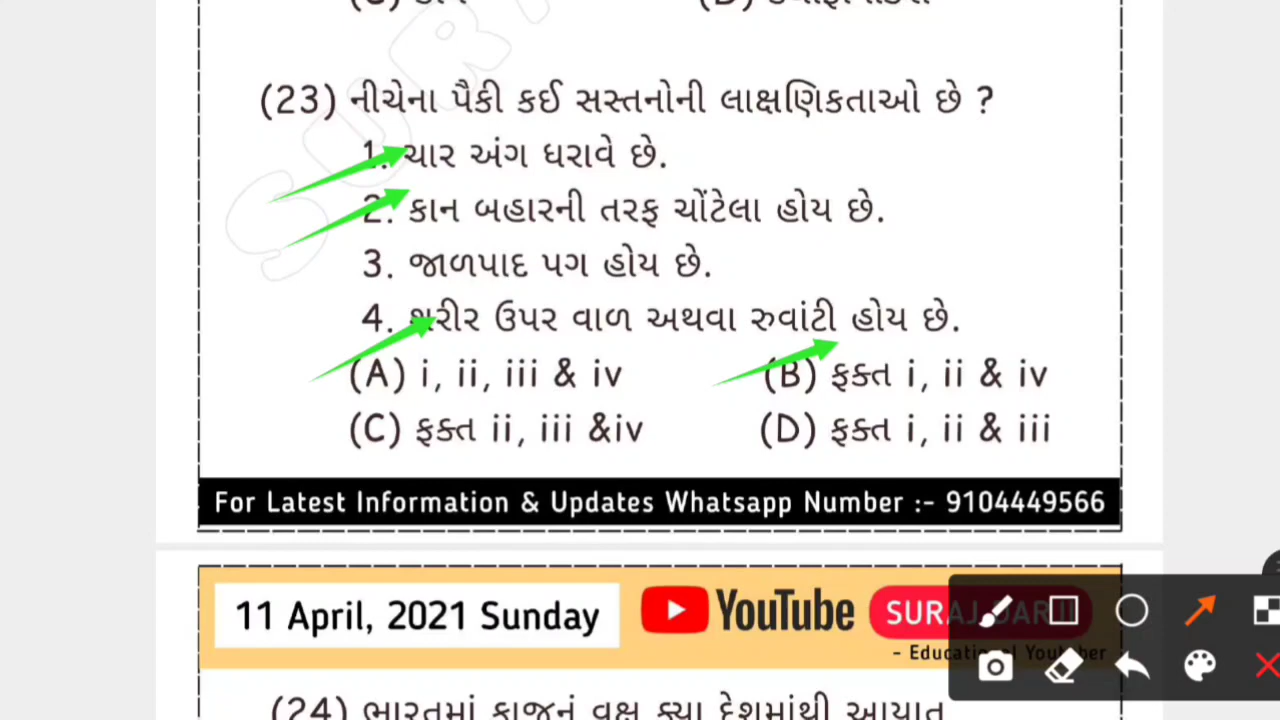 (23) નીચેના પૈકી કઈ સસ્તનોની લાક્ષણિકતાઓ છે ?
1. ચાર અંગ ધરાવે છે.
2. કાન બહારની તરફ ચોંટેલા હોય છે.
3. જાળપાદ પગ હોય છે.
4. શરીર ઉપર વાળ અથવા રુવાંટી હોય છે.
(A) i, ii, iii & iv (B) ફક્ત i, ii & iv
(C) ફક્ત ii, iii &iv (D) ફક્ત i, ii & iii
For Latest Information & Updates Whatsapp Number :- 9104449566
11 April, 2021 Sunday YouTube
(24) ભારતમાં કાજુનું વૃક્ષ ક્યા દેશમાંથી આયાત